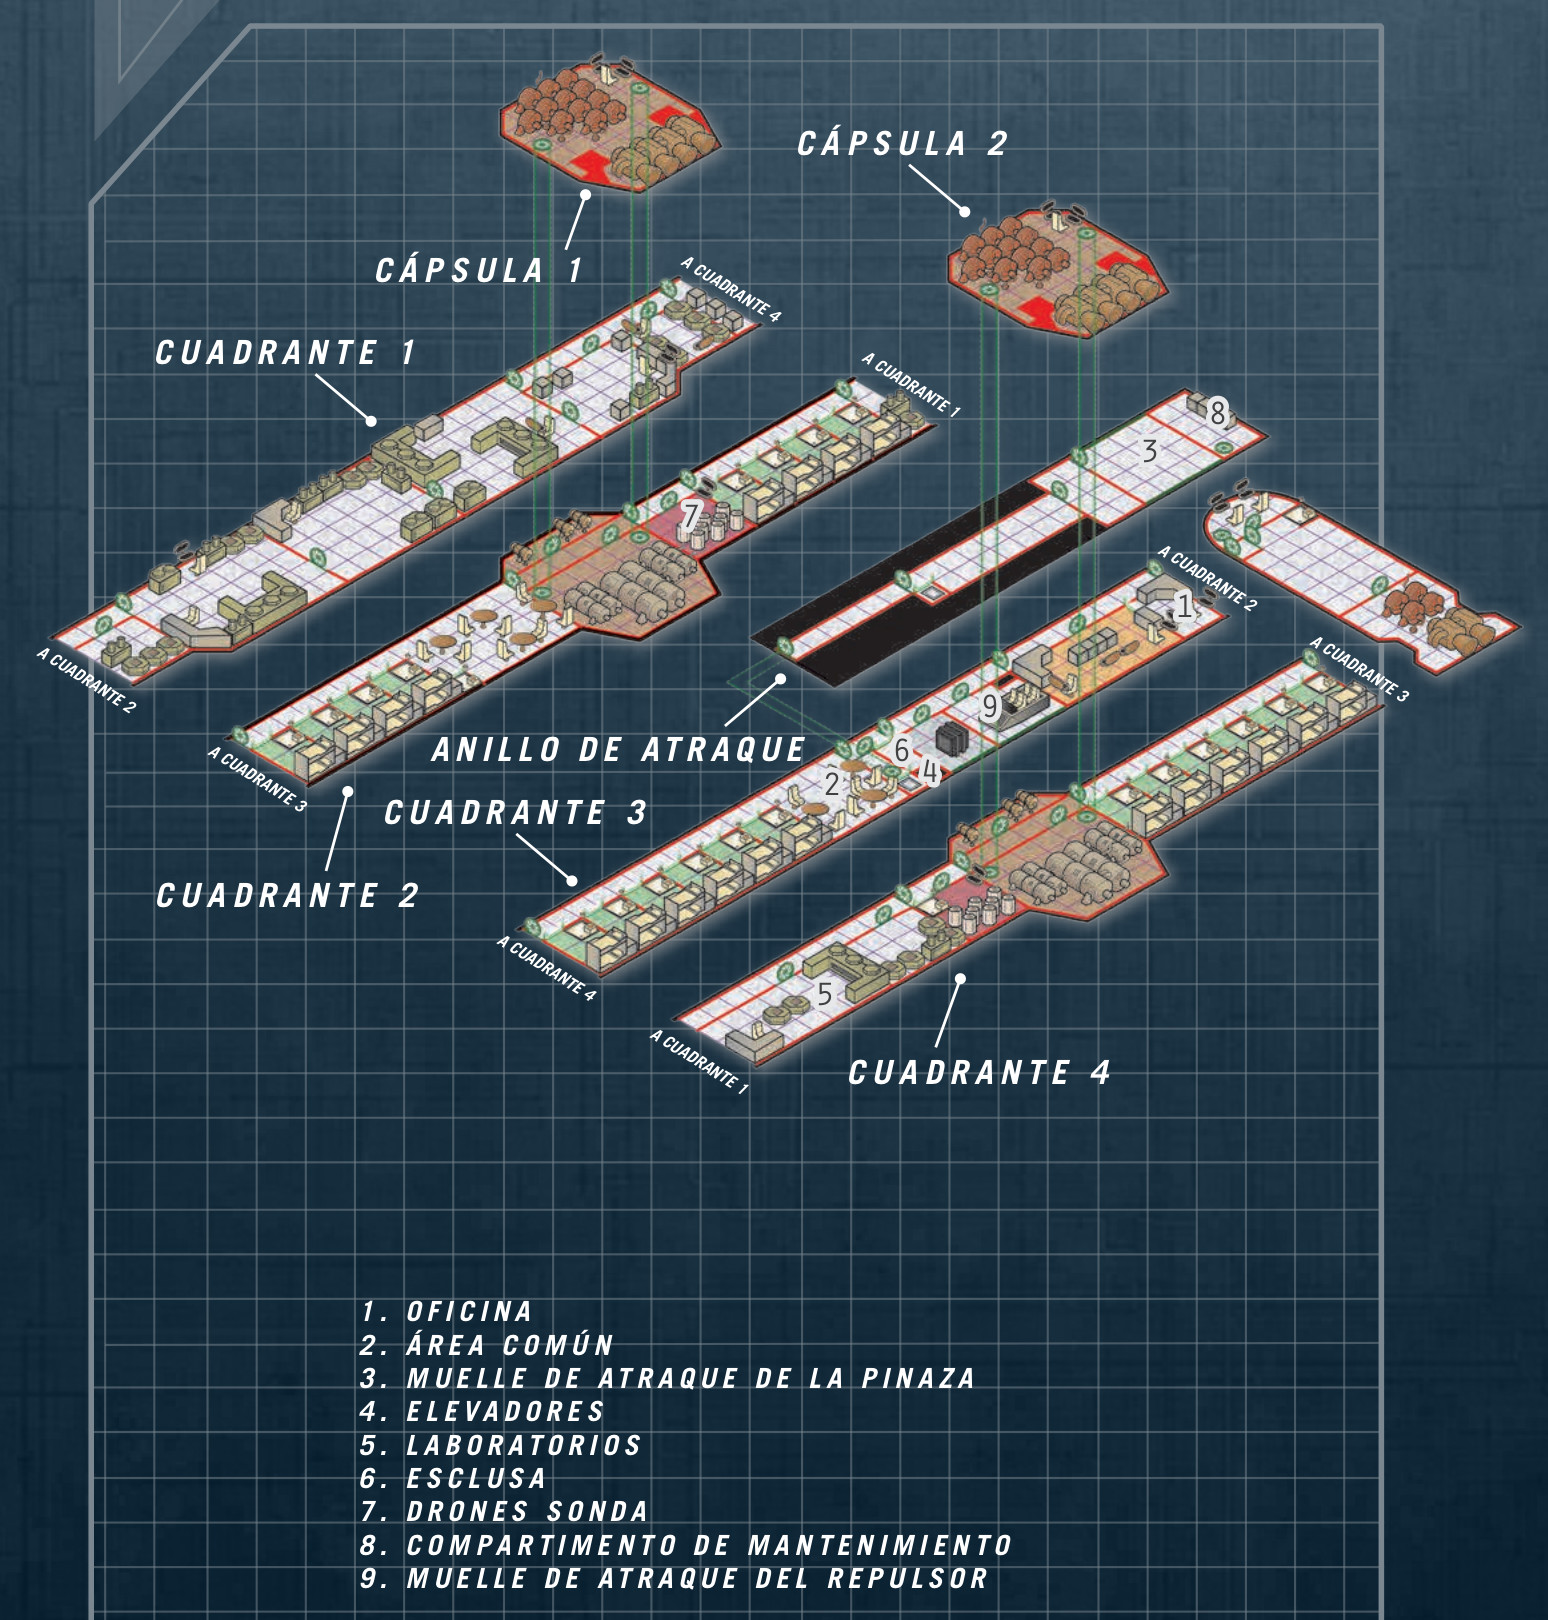 CÁPSULA 2
CÁPSULA 1
A CUADRANTE 4
CUADRANTE 1
A CUADRANTE 1
8
3
7
A CUADRANTE 2
1
A CUADRANTE 3
A CUADRANTE 2
9
ANILLO DE ATRAQUE
6
4
2
A CUADRANTE 3
CUADRANTE 3
CUADRANTE 2
A CUADRANTE 4
5
A CUADRANTE 1
CUADRANTE 4
1. OFICINA
2. ÁREA COMÚN
3. MUELLE DE ATRAQUE DE LA PINAZA
4. ELEVADORES
5. LABORATORIOS
6. ESCLUSA
7. DRONES SONDA
8. COMPARTIMENTO DE MANTENIMIENTO
9. MUELLE DE ATRAQUE DEL REPULSOR